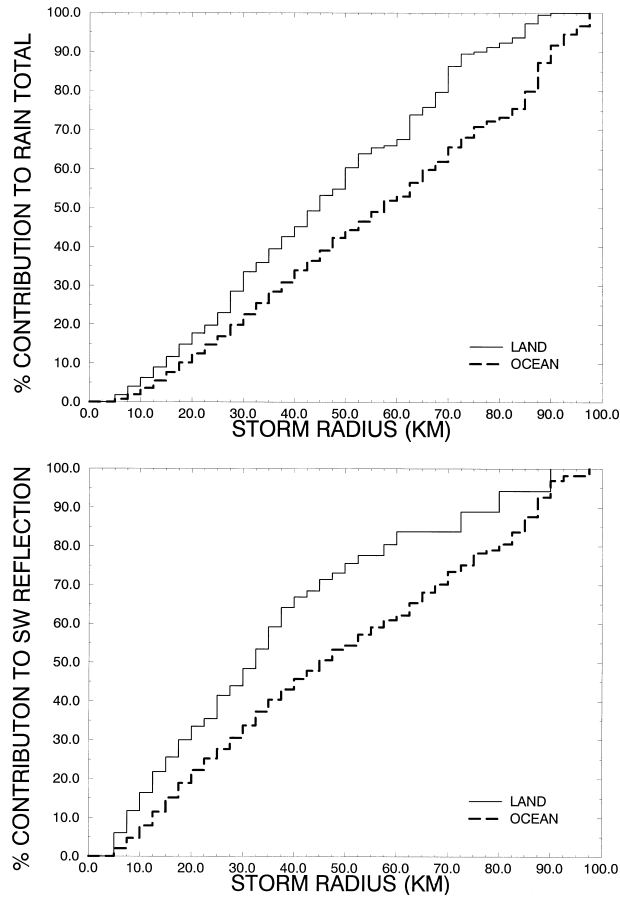 % CONTRIBUTION TO RAIN TOTAL
100.0
90.0
80.0
70.0
60.0
50.0
40.0
30.0
20.0
10.0
0.0
LAND
OCEAN
0.0 10.0 20.0 30.0 40.0 50.0 60.0 70.0 80.0 90.0 100.0
STORM RADIUS (KM)
% CONTRIBUTON TO SW REFLECTION
100.0
90.0
80.0
70.0
60.0
50.0
40.0
30.0
20.0
10.0
0.0
LAND
OCEAN
0.0 10.0 20.0 30.0 40.0 50.0 60.0 70.0 80.0 90.0 100.0
STORM RADIUS (KM)